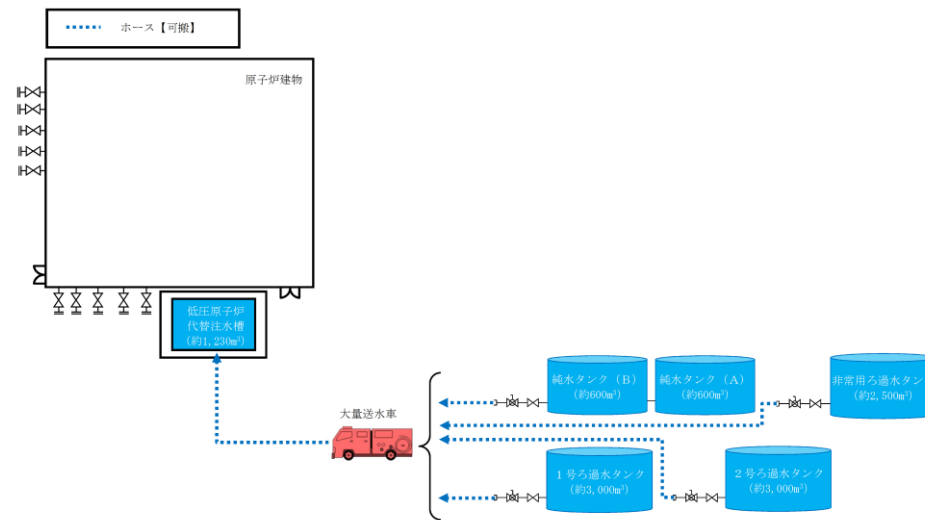 ホース【可搬】
原子炉建物
低圧原子炉
代替注水槽
(約1,230m³)
大量送水車
純水タンク（B）
(約600m³)
純水タンク（A）
(約600m³)
非常用ろ過水タン
(約2,500m³)
1号ろ過水タンク
(約3,000m³)
2号ろ過水タンク
(約3,000m³)